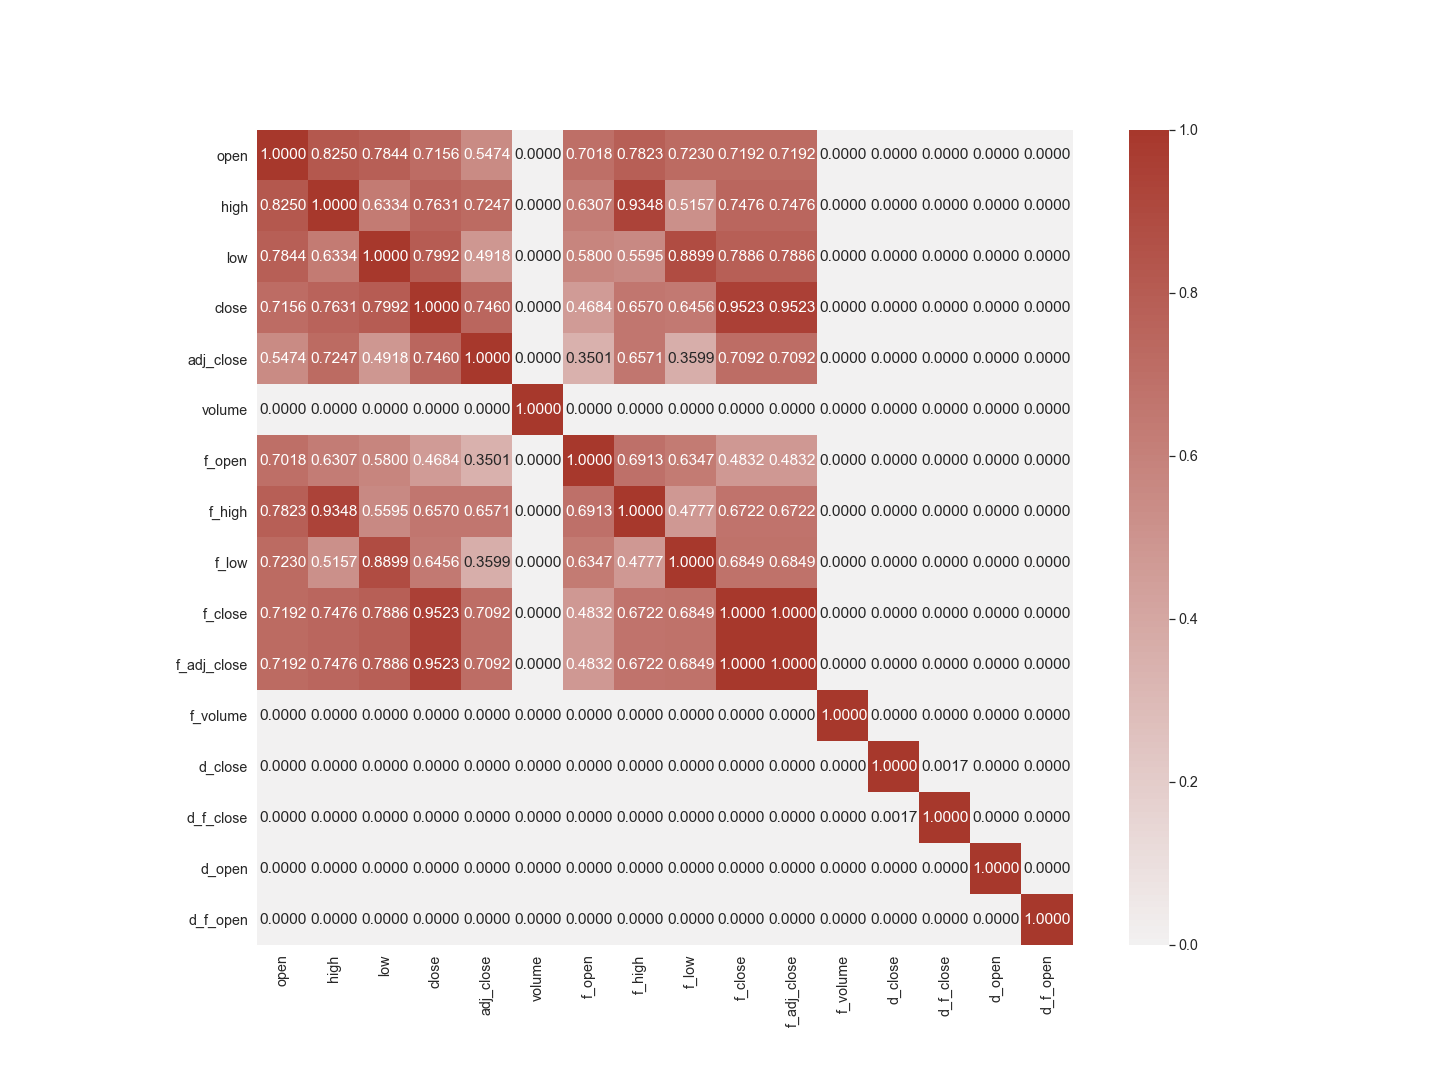 open 1.0000 0.8250 0.7844 0.7156 0.5474 0.0000 0.7018 0.7823 0.7230 0.7192 0.7192 0.0000 0.0000 0.0000 0.0000 0.0000
high 0.8250 1.0000 0.6334 0.7631 0.7247 0.0000 0.6307 0.9348 0.5157 0.7476 0.7476 0.0000 0.0000 0.0000 0.0000 0.0000
low 0.7844 0.6334 1.0000 0.7992 0.4918 0.0000 0.5800 0.5595 0.8899 0.7886 0.7886 0.0000 0.0000 0.0000 0.0000 0.0000
close 0.7156 0.7631 0.7992 1.0000 0.7460 0.0000 0.4684 0.6570 0.6456 0.9523 0.9523 0.0000 0.0000 0.0000 0.0000 0.0000
adj_close 0.5474 0.7247 0.4918 0.7460 1.0000 0.0000 0.3501 0.6571 0.3599 0.7092 0.7092 0.0000 0.0000 0.0000 0.0000 0.0000
volume 0.0000 0.0000 0.0000 0.0000 0.0000 1.0000 0.0000 0.0000 0.0000 0.0000 0.0000 0.0000 0.0000 0.0000 0.0000 0.0000
f_open 0.7018 0.6307 0.5800 0.4684 0.3501 0.0000 1.0000 0.6913 0.6347 0.4832 0.4832 0.0000 0.0000 0.0000 0.0000 0.0000
f_high 0.7823 0.9348 0.5595 0.6570 0.6571 0.0000 0.6913 1.0000 0.4777 0.6722 0.6722 0.0000 0.0000 0.0000 0.0000 0.0000
f_low 0.7230 0.5157 0.8899 0.6456 0.3599 0.0000 0.6347 0.4777 1.0000 0.6849 0.6849 0.0000 0.0000 0.0000 0.0000 0.0000
f_close 0.7192 0.7476 0.7886 0.9523 0.7092 0.0000 0.4832 0.6722 0.6849 1.0000 1.0000 0.0000 0.0000 0.0000 0.0000 0.0000
f_adj_close 0.7192 0.7476 0.7886 0.9523 0.7092 0.0000 0.4832 0.6722 0.6849 1.0000 1.0000 0.0000 0.0000 0.0000 0.0000 0.0000
f_volume 0.0000 0.0000 0.0000 0.0000 0.0000 0.0000 0.0000 0.0000 0.0000 0.0000 0.0000 1.0000 0.0000 0.0000 0.0000 0.0000
d_close 0.0000 0.0000 0.0000 0.0000 0.0000 0.0000 0.0000 0.0000 0.0000 0.0000 0.0000 0.0000 1.0000 0.0017 0.0000 0.0000
d_f_close 0.0000 0.0000 0.0000 0.0000 0.0000 0.0000 0.0000 0.0000 0.0000 0.0000 0.0000 0.0000 0.0017 1.0000 0.0000 0.0000
d_open 0.0000 0.0000 0.0000 0.0000 0.0000 0.0000 0.0000 0.0000 0.0000 0.0000 0.0000 0.0000 0.0000 0.0000 1.0000 0.0000
d_f_open 0.0000 0.0000 0.0000 0.0000 0.0000 0.0000 0.0000 0.0000 0.0000 0.0000 0.0000 0.0000 0.0000 0.0000 0.0000 1.0000
open high low close adj_close volume f_open f_high f_low f_close f_adj_close f_volume d_close d_f_close d_open d_f_open
1.0
0.8
0.6
0.4
0.2
0.0